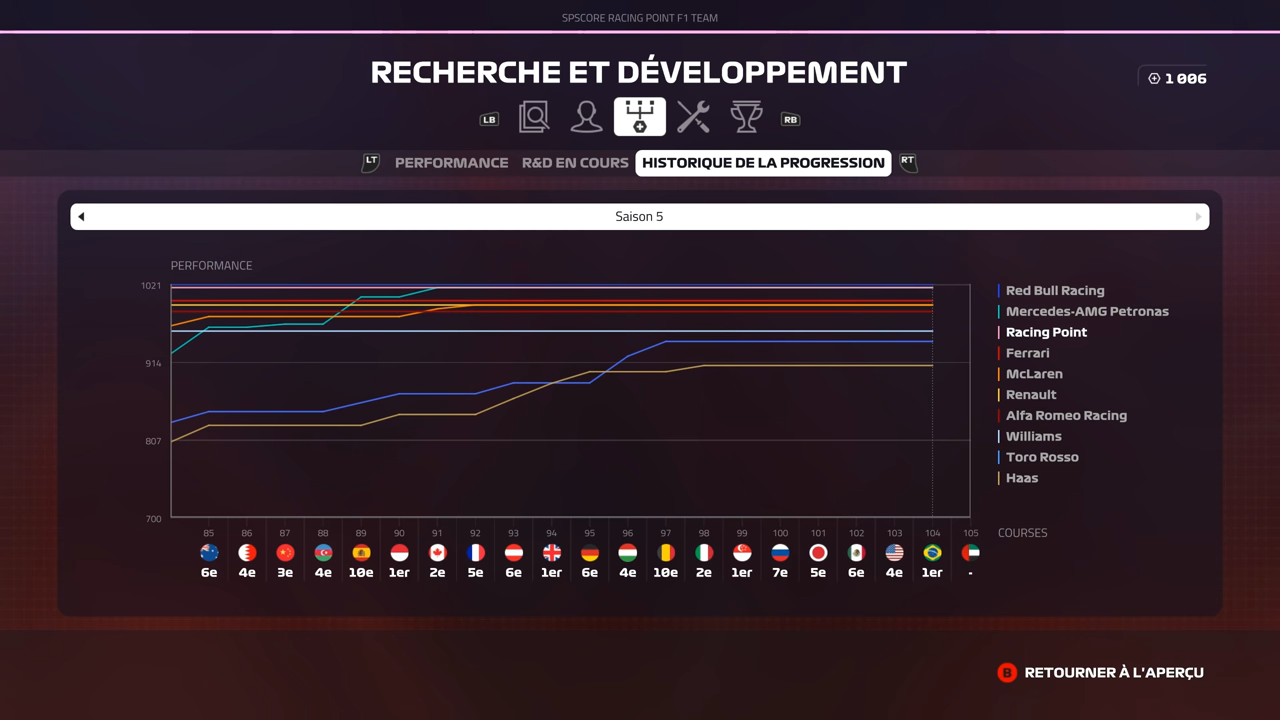 SPSCORE RACING POINT F1 TEAM
RECHERCHE ET DÉVELOPPEMENT
1 006
LB RB
LT PERFORMANCE R&D EN COURS HISTORIQUE DE LA PROGRESSION RT
Saison 5
PERFORMANCE
1021
914
807
700
Red Bull Racing
Mercedes-AMG Petronas
Racing Point
Ferrari
McLaren
Renault
Alfa Romeo Racing
Williams
Toro Rosso
Haas
85 86 87 88 89 90 91 92 93 94 95 96 97 98 99 100 101 102 103 104 105 COURSES
6e 4e 3e 4e 10e 1er 2e 5e 6e 1er 6e 4e 10e 2e 1er 7e 5e 6e 4e 1er -
B RETOURNER À L'APERÇU